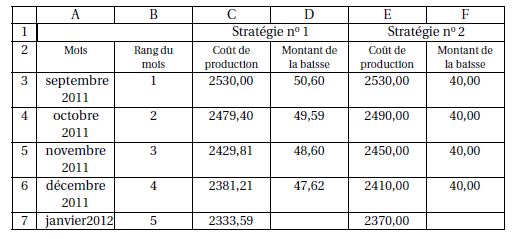 A B C D E F
1 Stratégie nº 1 Stratégie nº 2
2 Mois Rang du mois Coût de production Montant de la baisse Coût de production Montant de la baisse
3 septembre 2011 1 2530,00 50,60 2530,00 40,00
4 octobre 2011 2 2479,40 49,59 2490,00 40,00
5 novembre 2011 3 2429,81 48,60 2450,00 40,00
6 décembre 2011 4 2381,21 47,62 2410,00 40,00
7 janvier2012 5 2333,59 2370,00